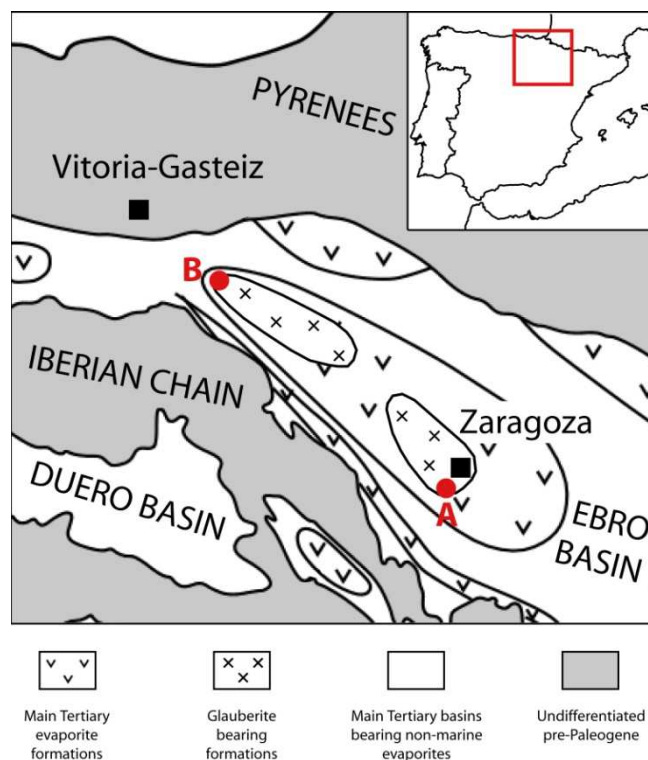 PYRENEES
Vitoria-Gasteiz
B
IBERIAN CHAIN
Zaragoza
DUERO BASIN
A
EBRO
BASIN
Main Tertiary
evaporite
formations
Glauberite
bearing
formations
Main Tertiary basins
bearing non-marine
evaporites
Undifferentiated
pre-Paleogene